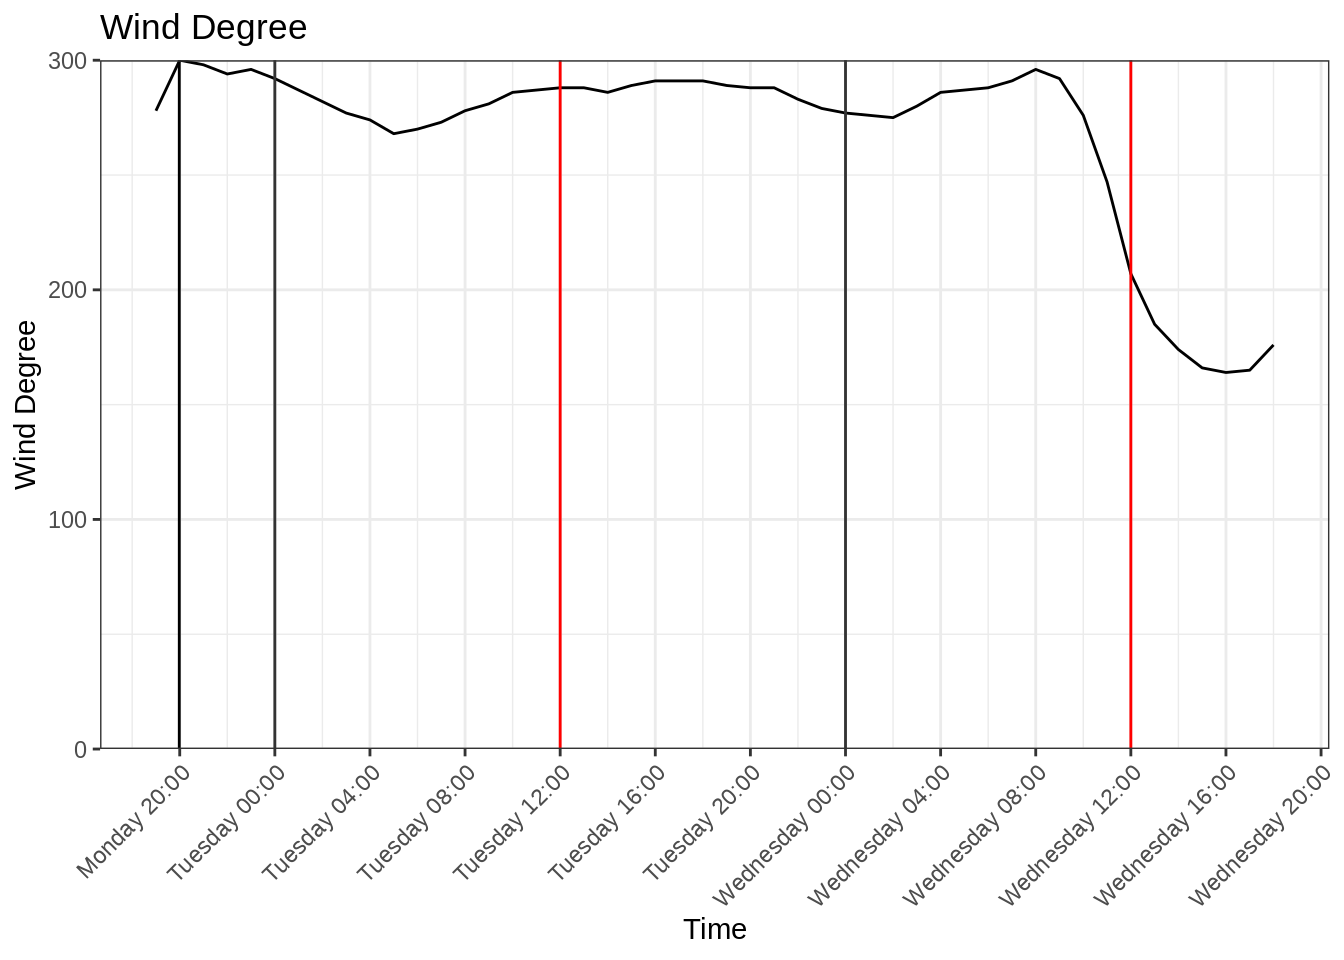 Wind Degree
Wind Degree
300
200
100
0
Monday 20:00
Tuesday 00:00
Tuesday 04:00
Tuesday 08:00
Tuesday 12:00
Tuesday 16:00
Tuesday 20:00
Wednesday 00:00
Wednesday 04:00
Wednesday 08:00
Wednesday 12:00
Wednesday 16:00
Wednesday 20:00
Time